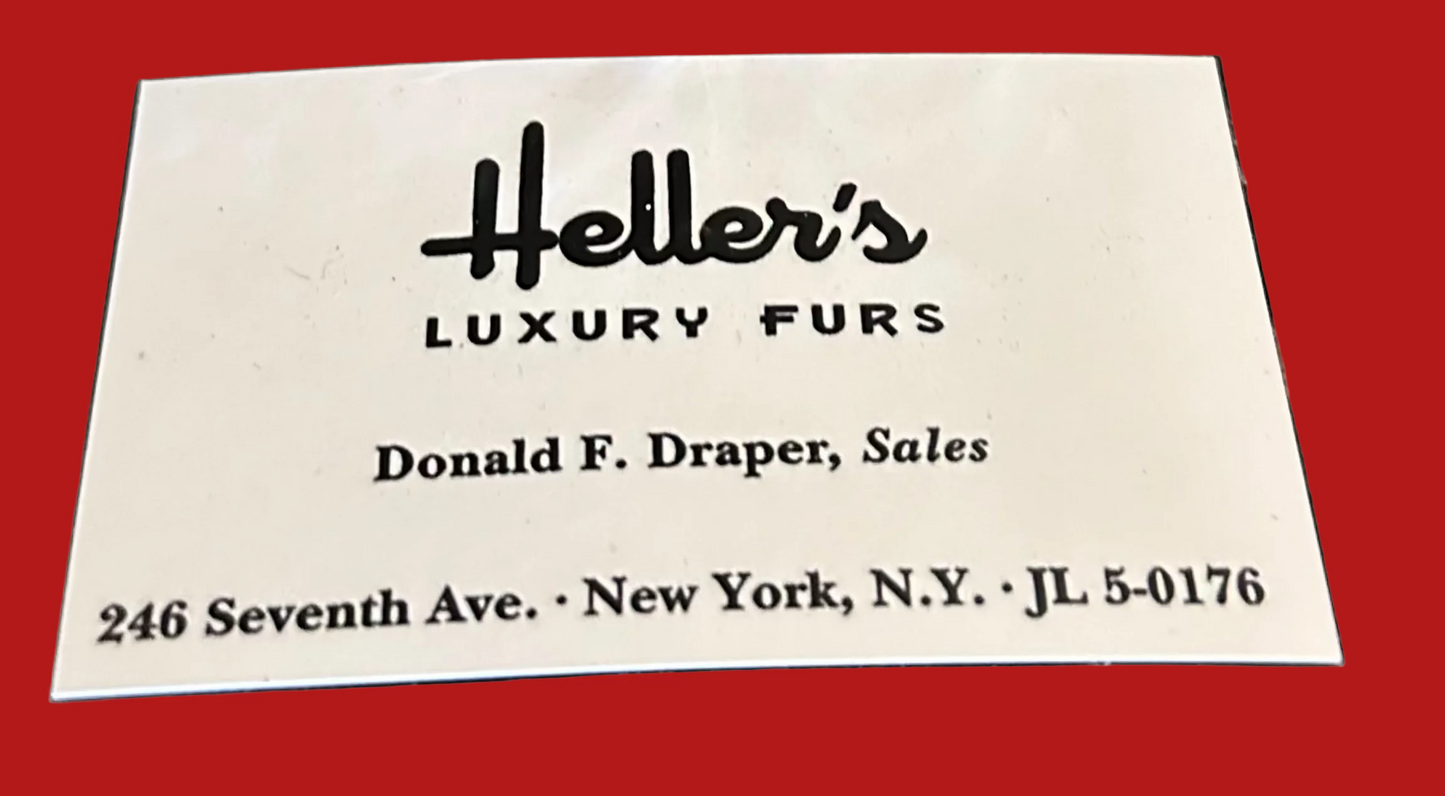 Heller's
LUXURY FURS
Donald F. Draper, Sales
246 Seventh Ave. · New York, N.Y. · JL 5-0176